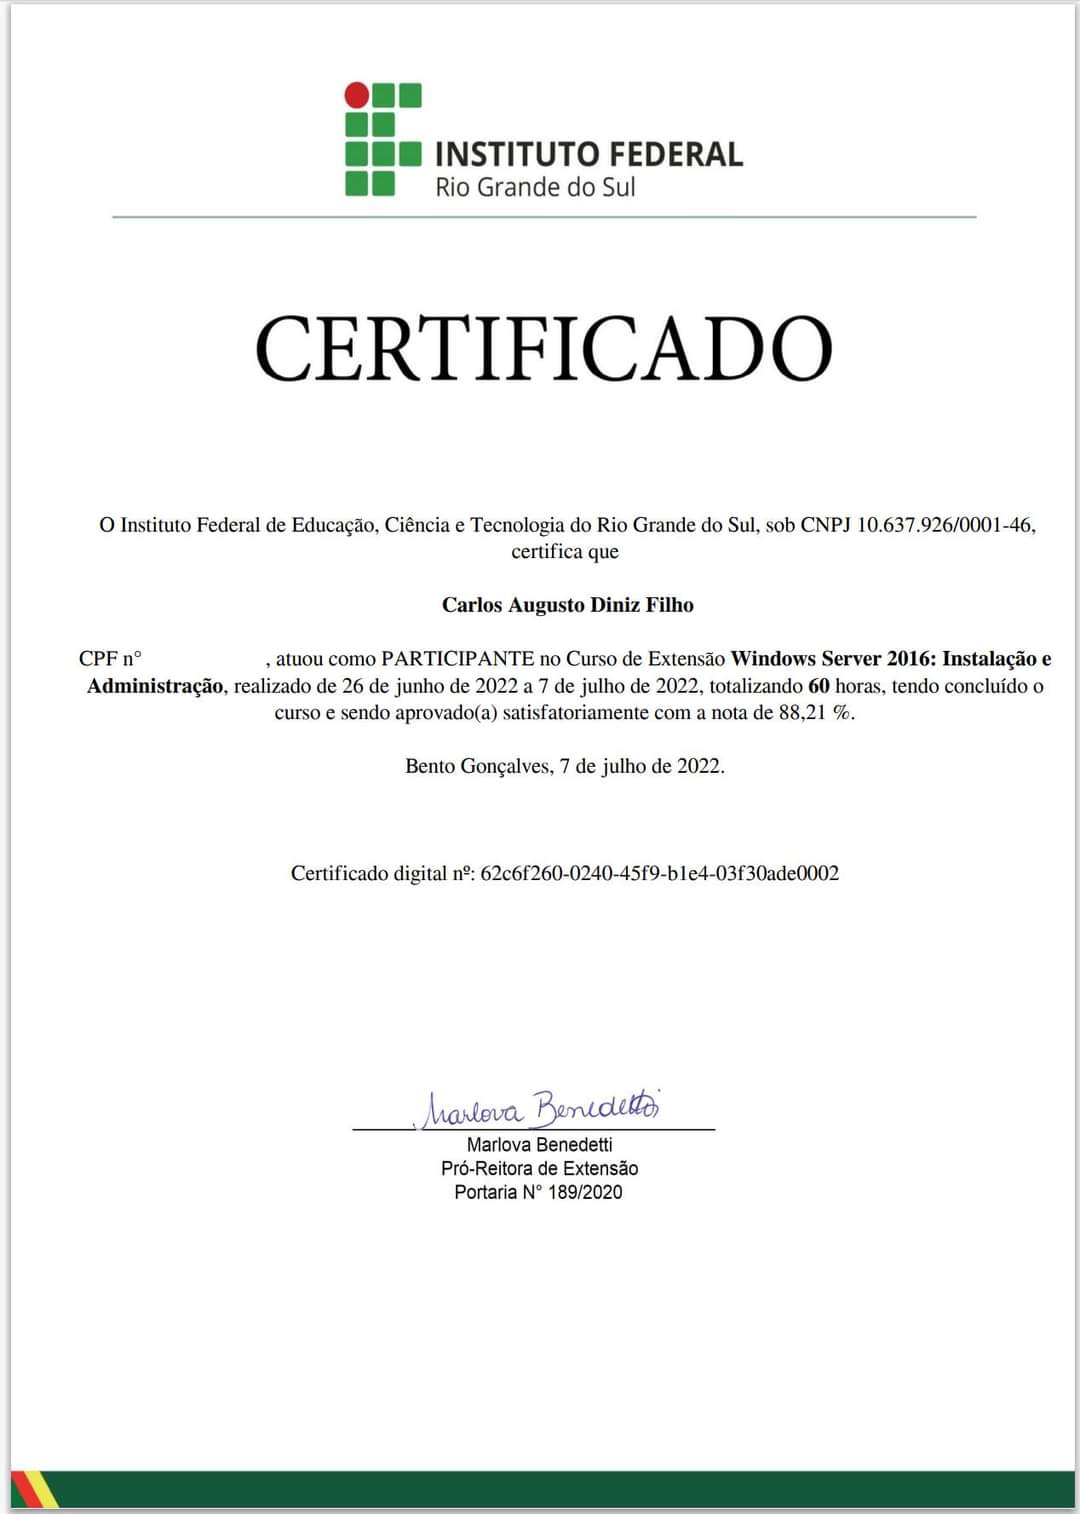 INSTITUTO FEDERAL
Rio Grande do Sul
CERTIFICADO
O Instituto Federal de Educação, Ciência e Tecnologia do Rio Grande do Sul, sob CNPJ 10.637.926/0001-46,
certifica que
Carlos Augusto Diniz Filho
CPF n° , atuou como PARTICIPANTE no Curso de Extensão Windows Server 2016: Instalação e
Administração, realizado de 26 de junho de 2022 a 7 de julho de 2022, totalizando 60 horas, tendo concluído o
curso e sendo aprovado(a) satisfatoriamente com a nota de 88,21 %.
Bento Gonçalves, 7 de julho de 2022.
Certificado digital nº: 62c6f260-0240-45f9-b1e4-03f30ade0002
Marlova Benedetti
Marlova Benedetti
Pró-Reitora de Extensão
Portaria N° 189/2020